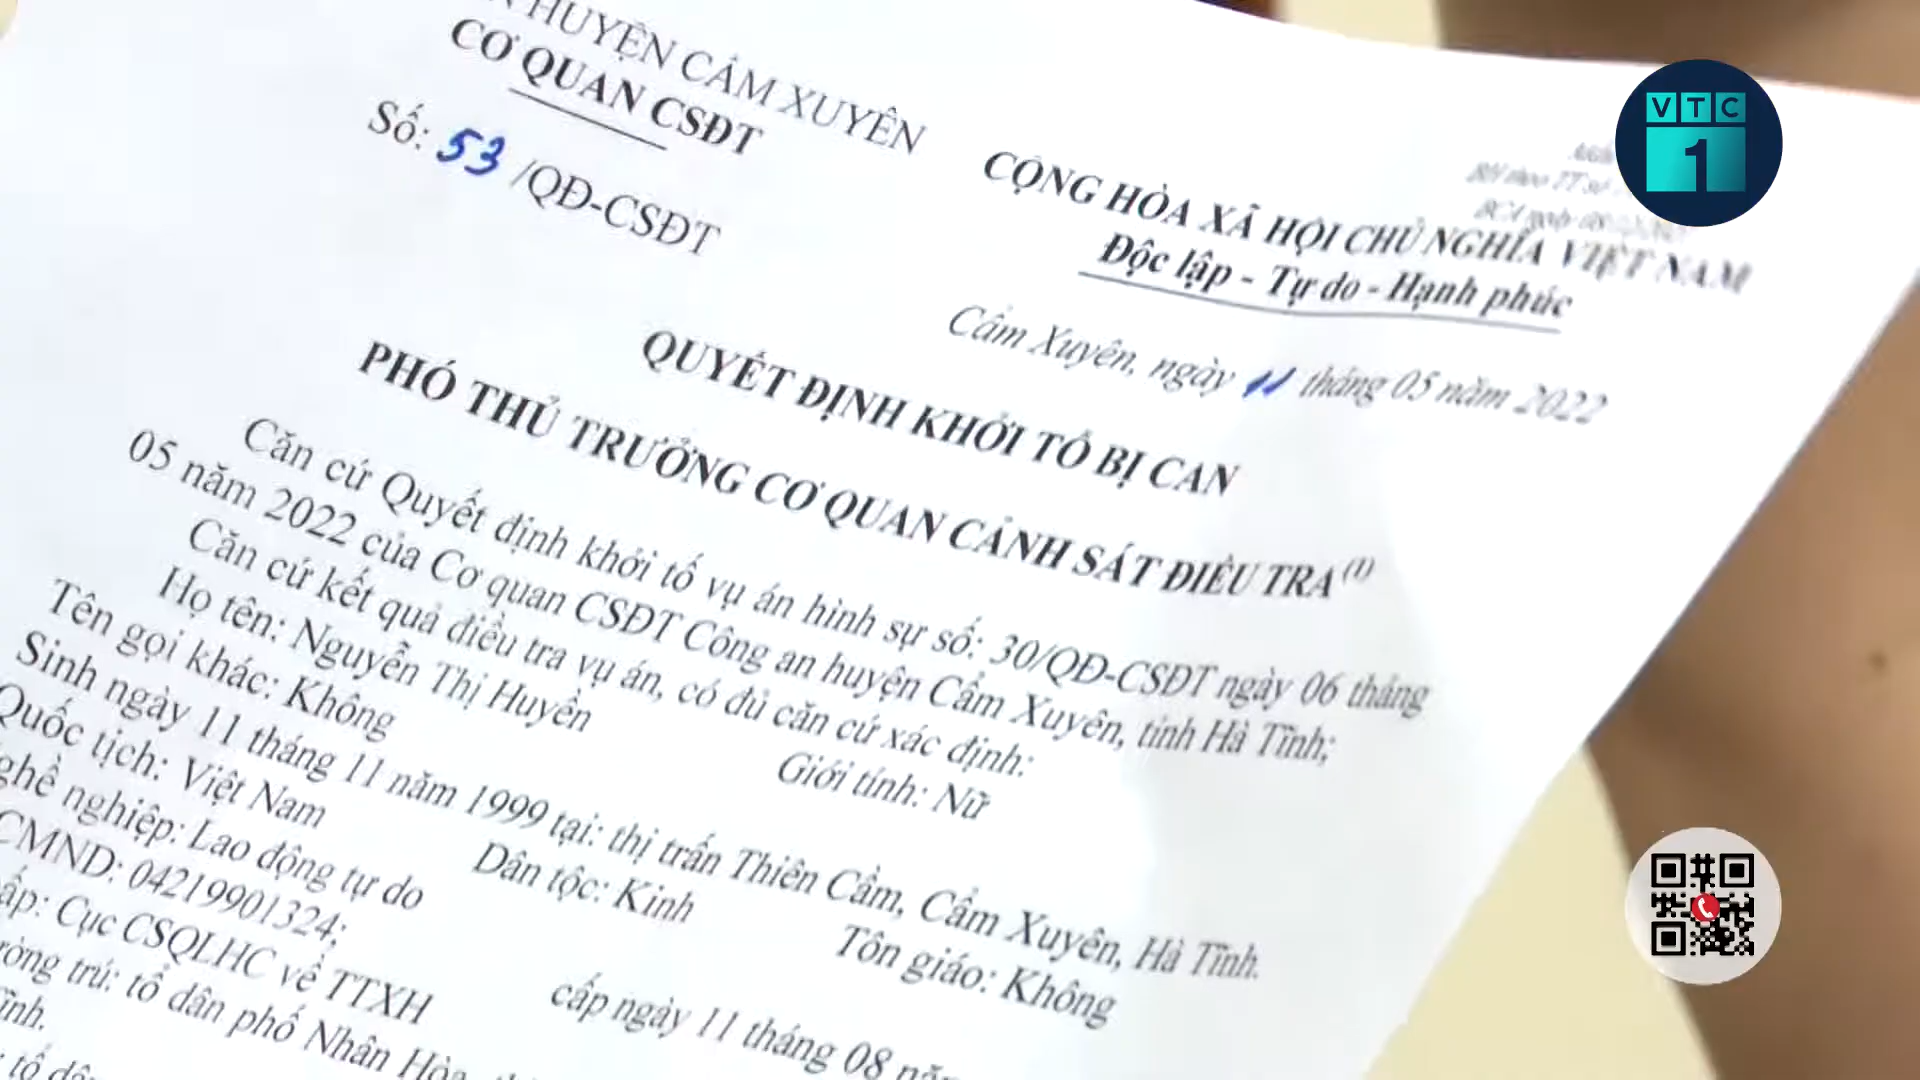 HUYỆN CẨM XUYÊN
CƠ QUAN CSĐT
Số: 53 /QĐ-CSĐT
CỘNG HÒA XÃ HỘI CHỦ NGHĨA VIỆT NAM
Độc lập - Tự do - Hạnh phúc
Cẩm Xuyên, ngày 11 tháng 05 năm 2022
QUYẾT ĐỊNH KHỞI TỐ BỊ CAN
PHÓ THỦ TRƯỞNG CƠ QUAN CẢNH SÁT ĐIỀU TRA (1)
Căn cứ Quyết định khởi tố vụ án hình sự số: 30/QĐ-CSĐT ngày 06 tháng
05 năm 2022 của Cơ quan CSĐT Công an huyện Cẩm Xuyên, tỉnh Hà Tĩnh;
Căn cứ kết quả điều tra vụ án, có đủ căn cứ xác định:
Họ tên: Nguyễn Thị Huyền Giới tính: Nữ
Tên gọi khác: Không
Sinh ngày 11 tháng 11 năm 1999 tại: thị trấn Thiên Cầm, Cẩm Xuyên, Hà Tĩnh.
Quốc tịch: Việt Nam Dân tộc: Kinh Tôn giáo: Không
nghề nghiệp: Lao động tự do
CMND: 04219901324; cấp ngày 11 tháng 08
Cục CSQLHC về TTXH
trú: tổ dân phố Nhân Hòa
VTC
1